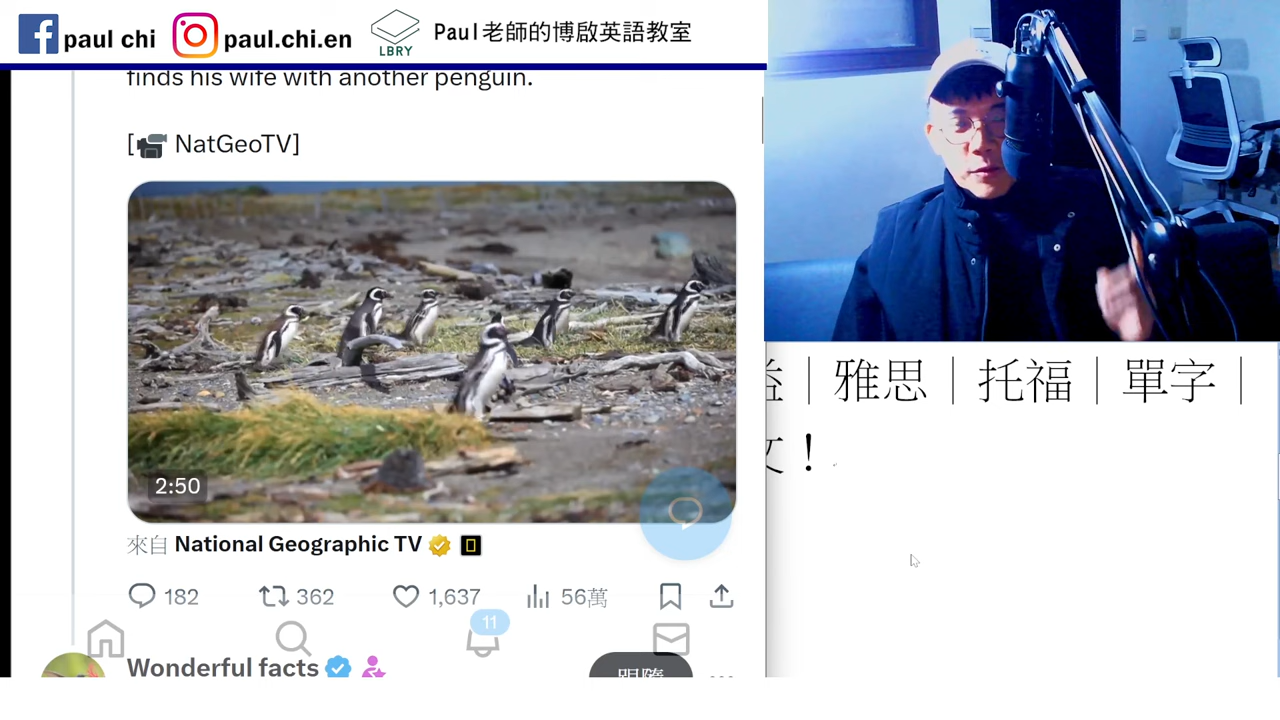 paul chi
paul.chi.en
LBRY
Paul老師的博啟英語教室
finds his wife with another penguin.
[ NatGeoTV]
2:50
來自 National Geographic TV
182
362
1,637
56萬
11
Wonderful facts
跟隨
｜雅思｜托福｜單字｜
！